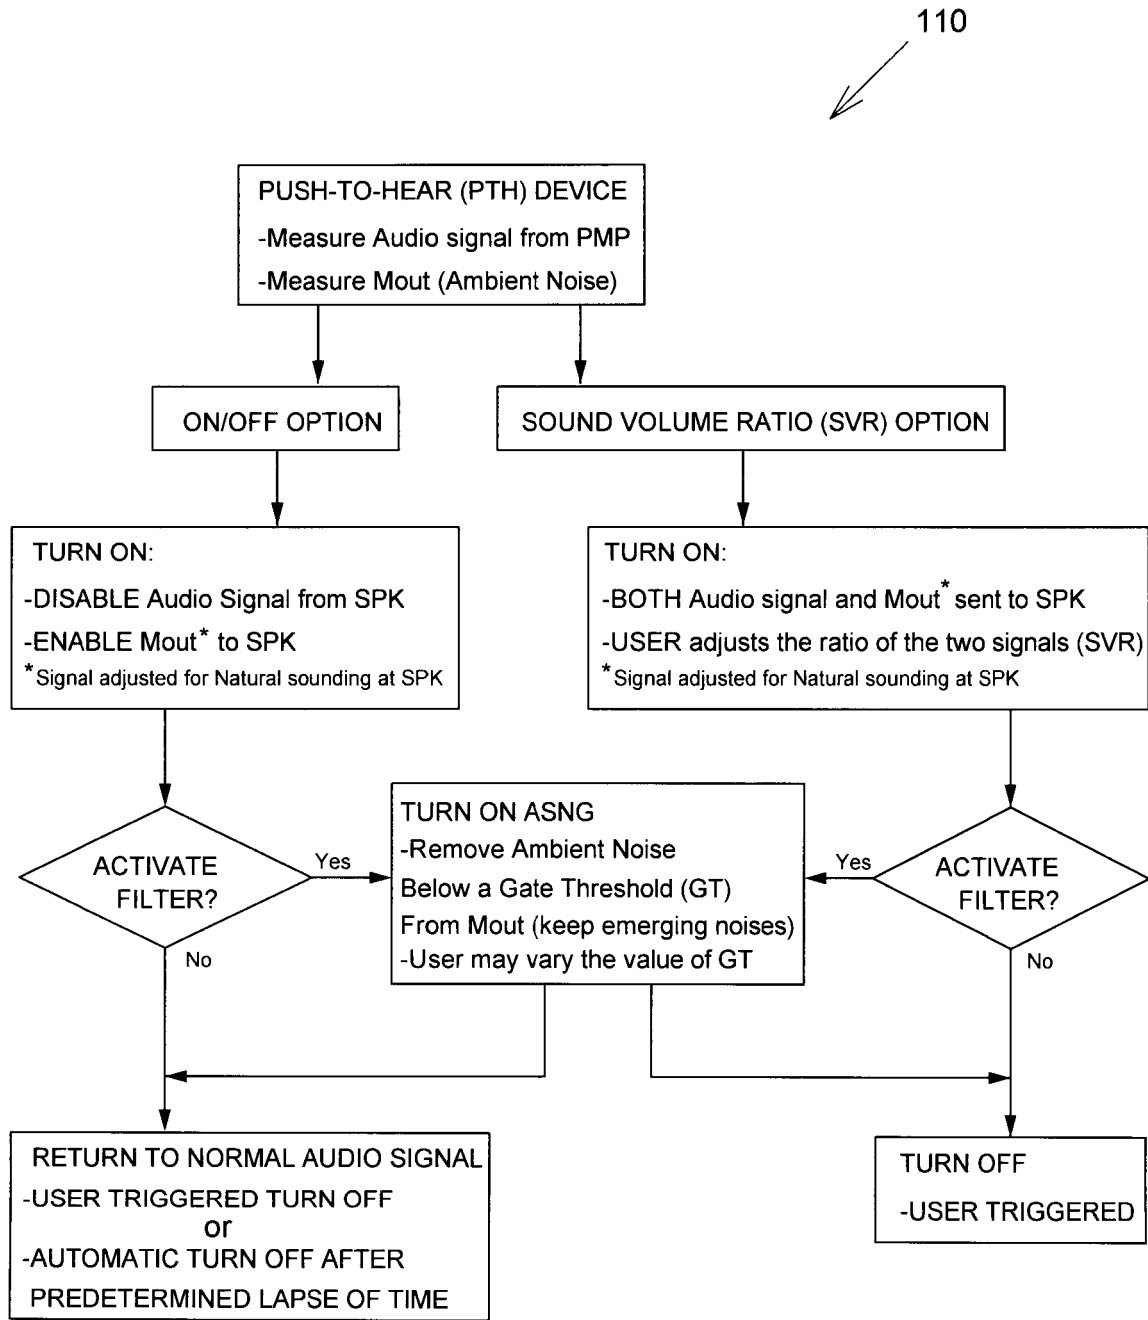 110
PUSH-TO-HEAR (PTH) DEVICE
-Measure Audio signal from PMP
-Measure Mout (Ambient Noise)
ON/OFF OPTION
SOUND VOLUME RATIO (SVR) OPTION
TURN ON:
-DISABLE Audio Signal from SPK
-ENABLE Mout* to SPK
*Signal adjusted for Natural sounding at SPK
TURN ON:
-BOTH Audio signal and Mout* sent to SPK
-USER adjusts the ratio of the two signals (SVR)
*Signal adjusted for Natural sounding at SPK
ACTIVATE
FILTER?
Yes
No
TURN ON ASNG
-Remove Ambient Noise
Below a Gate Threshold (GT)
From Mout (keep emerging noises)
-User may vary the value of GT
Yes
ACTIVATE
FILTER?
No
RETURN TO NORMAL AUDIO SIGNAL
-USER TRIGGERED TURN OFF
or
-AUTOMATIC TURN OFF AFTER
PREDETERMINED LAPSE OF TIME
TURN OFF
-USER TRIGGERED